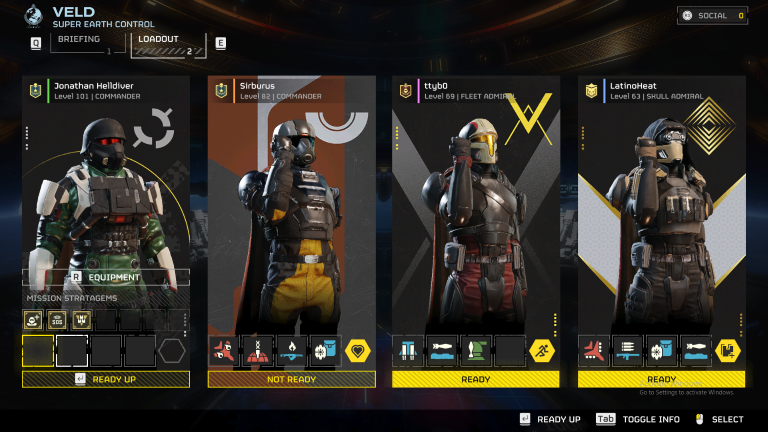 VELD
SUPER EARTH CONTROL
SOCIAL 0
Q BRIEFING 1 LOADOUT 2 E
Jonathan Helldiver
Level 101 | COMMANDER
Sirburus
Level 82 | COMMANDER
ttyb0
Level 69 | FLEET ADMIRAL
LatinoHeat
Level 63 | SKULL ADMIRAL
R EQUIPMENT
MISSION STRATAGEMS
SOS
READY UP
NOT READY
READY
READY
Go to Settings to activate Windows.
READY UP Tab TOGGLE INFO SELECT